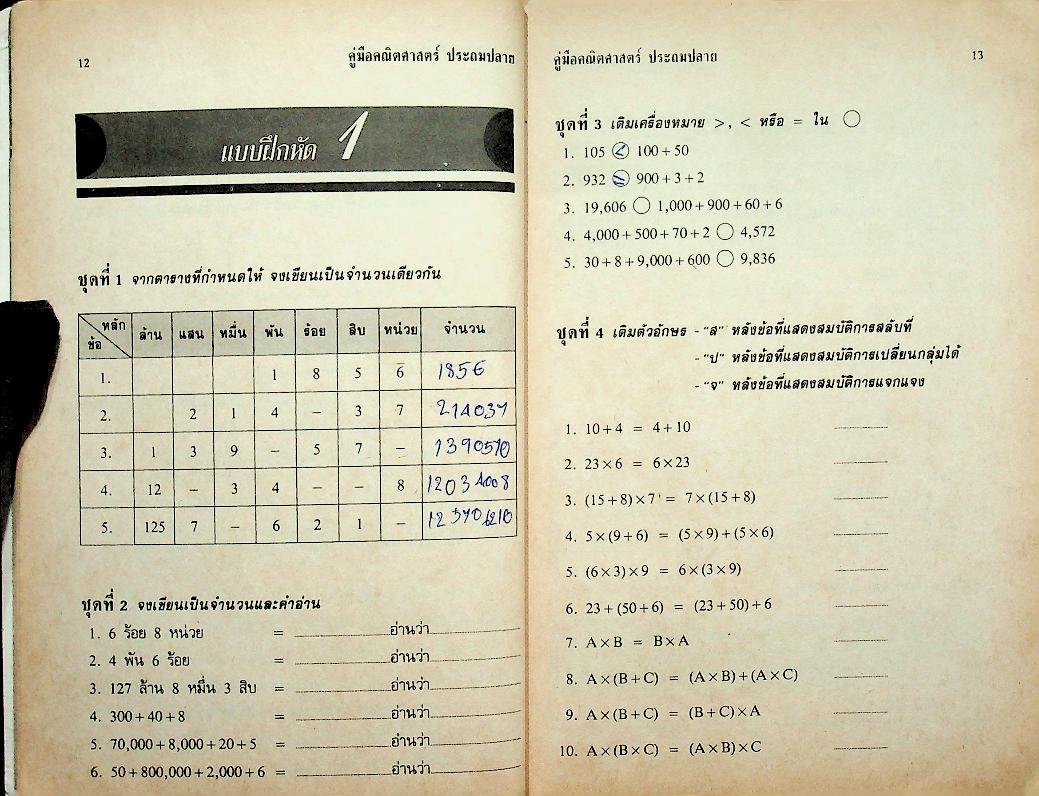 12
คู่มือคณิตศาสตร์ ประถมปลาย
แบบฝึกหัด 1
ชุดที่ 1 จากตารางที่กำหนดให้ จงเขียนเป็นจำนวนเดียวกัน
หลัก ข้อ ล้าน แสน หมื่น พัน ร้อย สิบ หน่วย จำนวน
1. 1 8 5 6 1856
2. 2 1 4 – 3 7 214037
3. 1 3 9 – 5 7 – 1390570
4. 12 – 3 4 – – 8 12034008
5. 125 7 – 6 2 1 –
ชุดที่ 2 จงเขียนเป็นจำนวนและคำอ่าน
1. 6 ร้อย 8 หน่วย = อ่านว่า
2. 4 พัน 6 ร้อย = อ่านว่า
3. 127 ล้าน 8 หมื่น 3 สิบ = อ่านว่า
4. 300+40+8 = อ่านว่า
5. 70,000+8,000+20+5 = อ่านว่า
6. 50+800,000+2,000+6 = อ่านว่า
คู่มือคณิตศาสตร์ ประถมปลาย
13
ชุดที่ 3 เติมเครื่องหมาย >, < หรือ = ใน ○
1. 105 < 100+50
2. 932 ○ 900+3+2
3. 19,606 ○ 1,000+900+60+6
4. 4,000+500+70+2 ○ 4,572
5. 30+8+9,000+600 ○ 9,836
ชุดที่ 4 เติมตัวอักษร - "ส" หลังข้อที่แสดงสมบัติการสลับที่
- "ป" หลังข้อที่แสดงสมบัติการเปลี่ยนกลุ่มได้
- "จ" หลังข้อที่แสดงสมบัติการแจกแจง
1. 10+4 = 4+10
2. 23×6 = 6×23
3. (15+8)×7 = 7×(15+8)
4. 5×(9+6) = (5×9)+(5×6)
5. (6×3)×9 = 6×(3×9)
6. 23+(50+6) = (23+50)+6
7. A×B = B×A
8. A×(B+C) = (A×B)+(A×C)
9. A×(B+C) = (B+C)×A
10. A×(B×C) = (A×B)×C